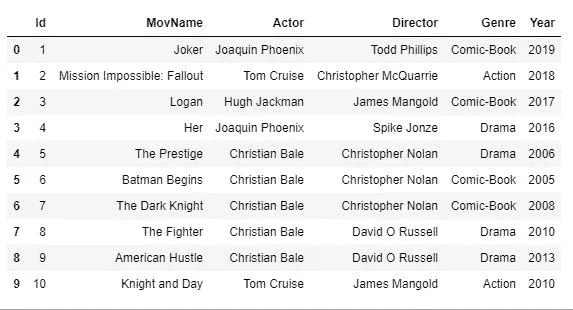 Id MovName Actor Director Genre Year
0 1 Joker Joaquin Phoenix Todd Phillips Comic-Book 2019
1 2 Mission Impossible: Fallout Tom Cruise Christopher McQuarrie Action 2018
2 3 Logan Hugh Jackman James Mangold Comic-Book 2017
3 4 Her Joaquin Phoenix Spike Jonze Drama 2016
4 5 The Prestige Christian Bale Christopher Nolan Drama 2006
5 6 Batman Begins Christian Bale Christopher Nolan Comic-Book 2005
6 7 The Dark Knight Christian Bale Christopher Nolan Comic-Book 2008
7 8 The Fighter Christian Bale David O Russell Drama 2010
8 9 American Hustle Christian Bale David O Russell Drama 2013
9 10 Knight and Day Tom Cruise James Mangold Action 2010